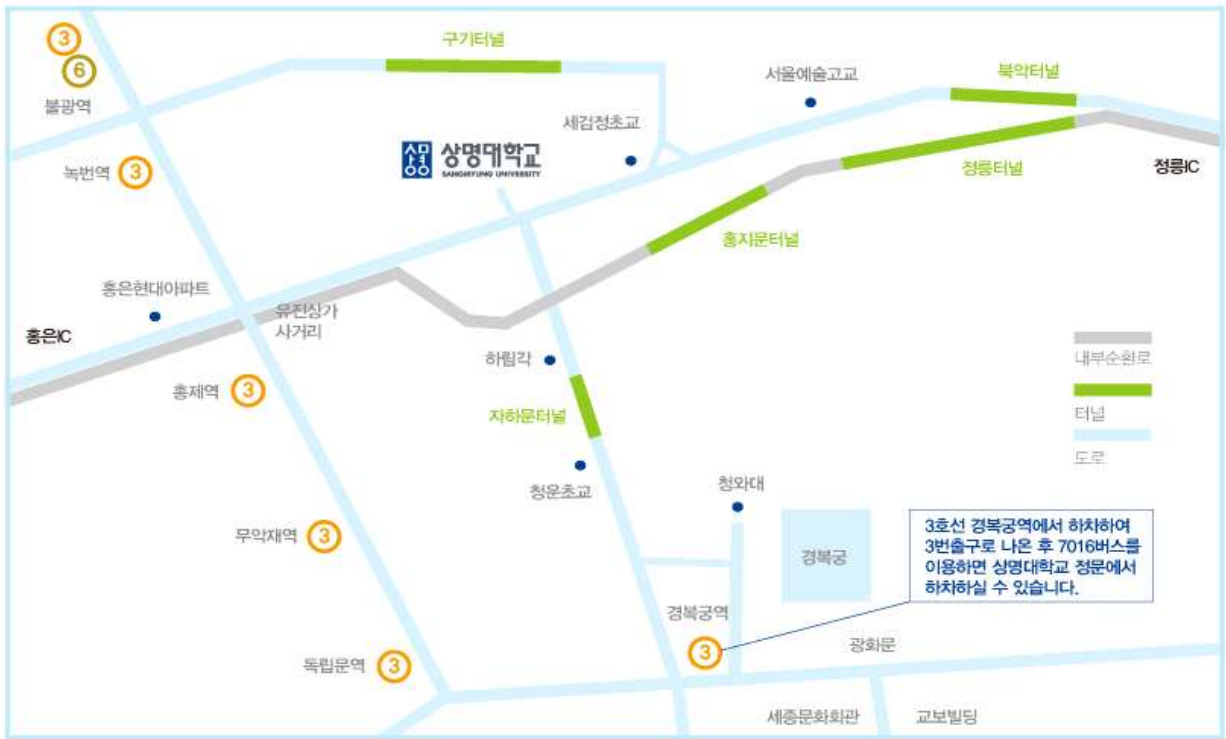 3
6
불광역
구기터널
서울예술고교
북악터널
세검정초교
상명대학교
SANGMYUNG UNIVERSITY
녹번역
3
정릉터널
정릉IC
홍지문터널
홍은현대아파트
유진상가
사거리
홍은IC
내부순환로
하림각
홍제역
3
자하문터널
터널
도로
청운초교
청와대
3호선 경복궁역에서 하차하여
3번출구로 나온 후 7016버스를
이용하면 상명대학교 정문에서
하차하실 수 있습니다.
무악재역
3
경복궁
경복궁역
3
광화문
독립문역
3
세종문화회관
교보빌딩